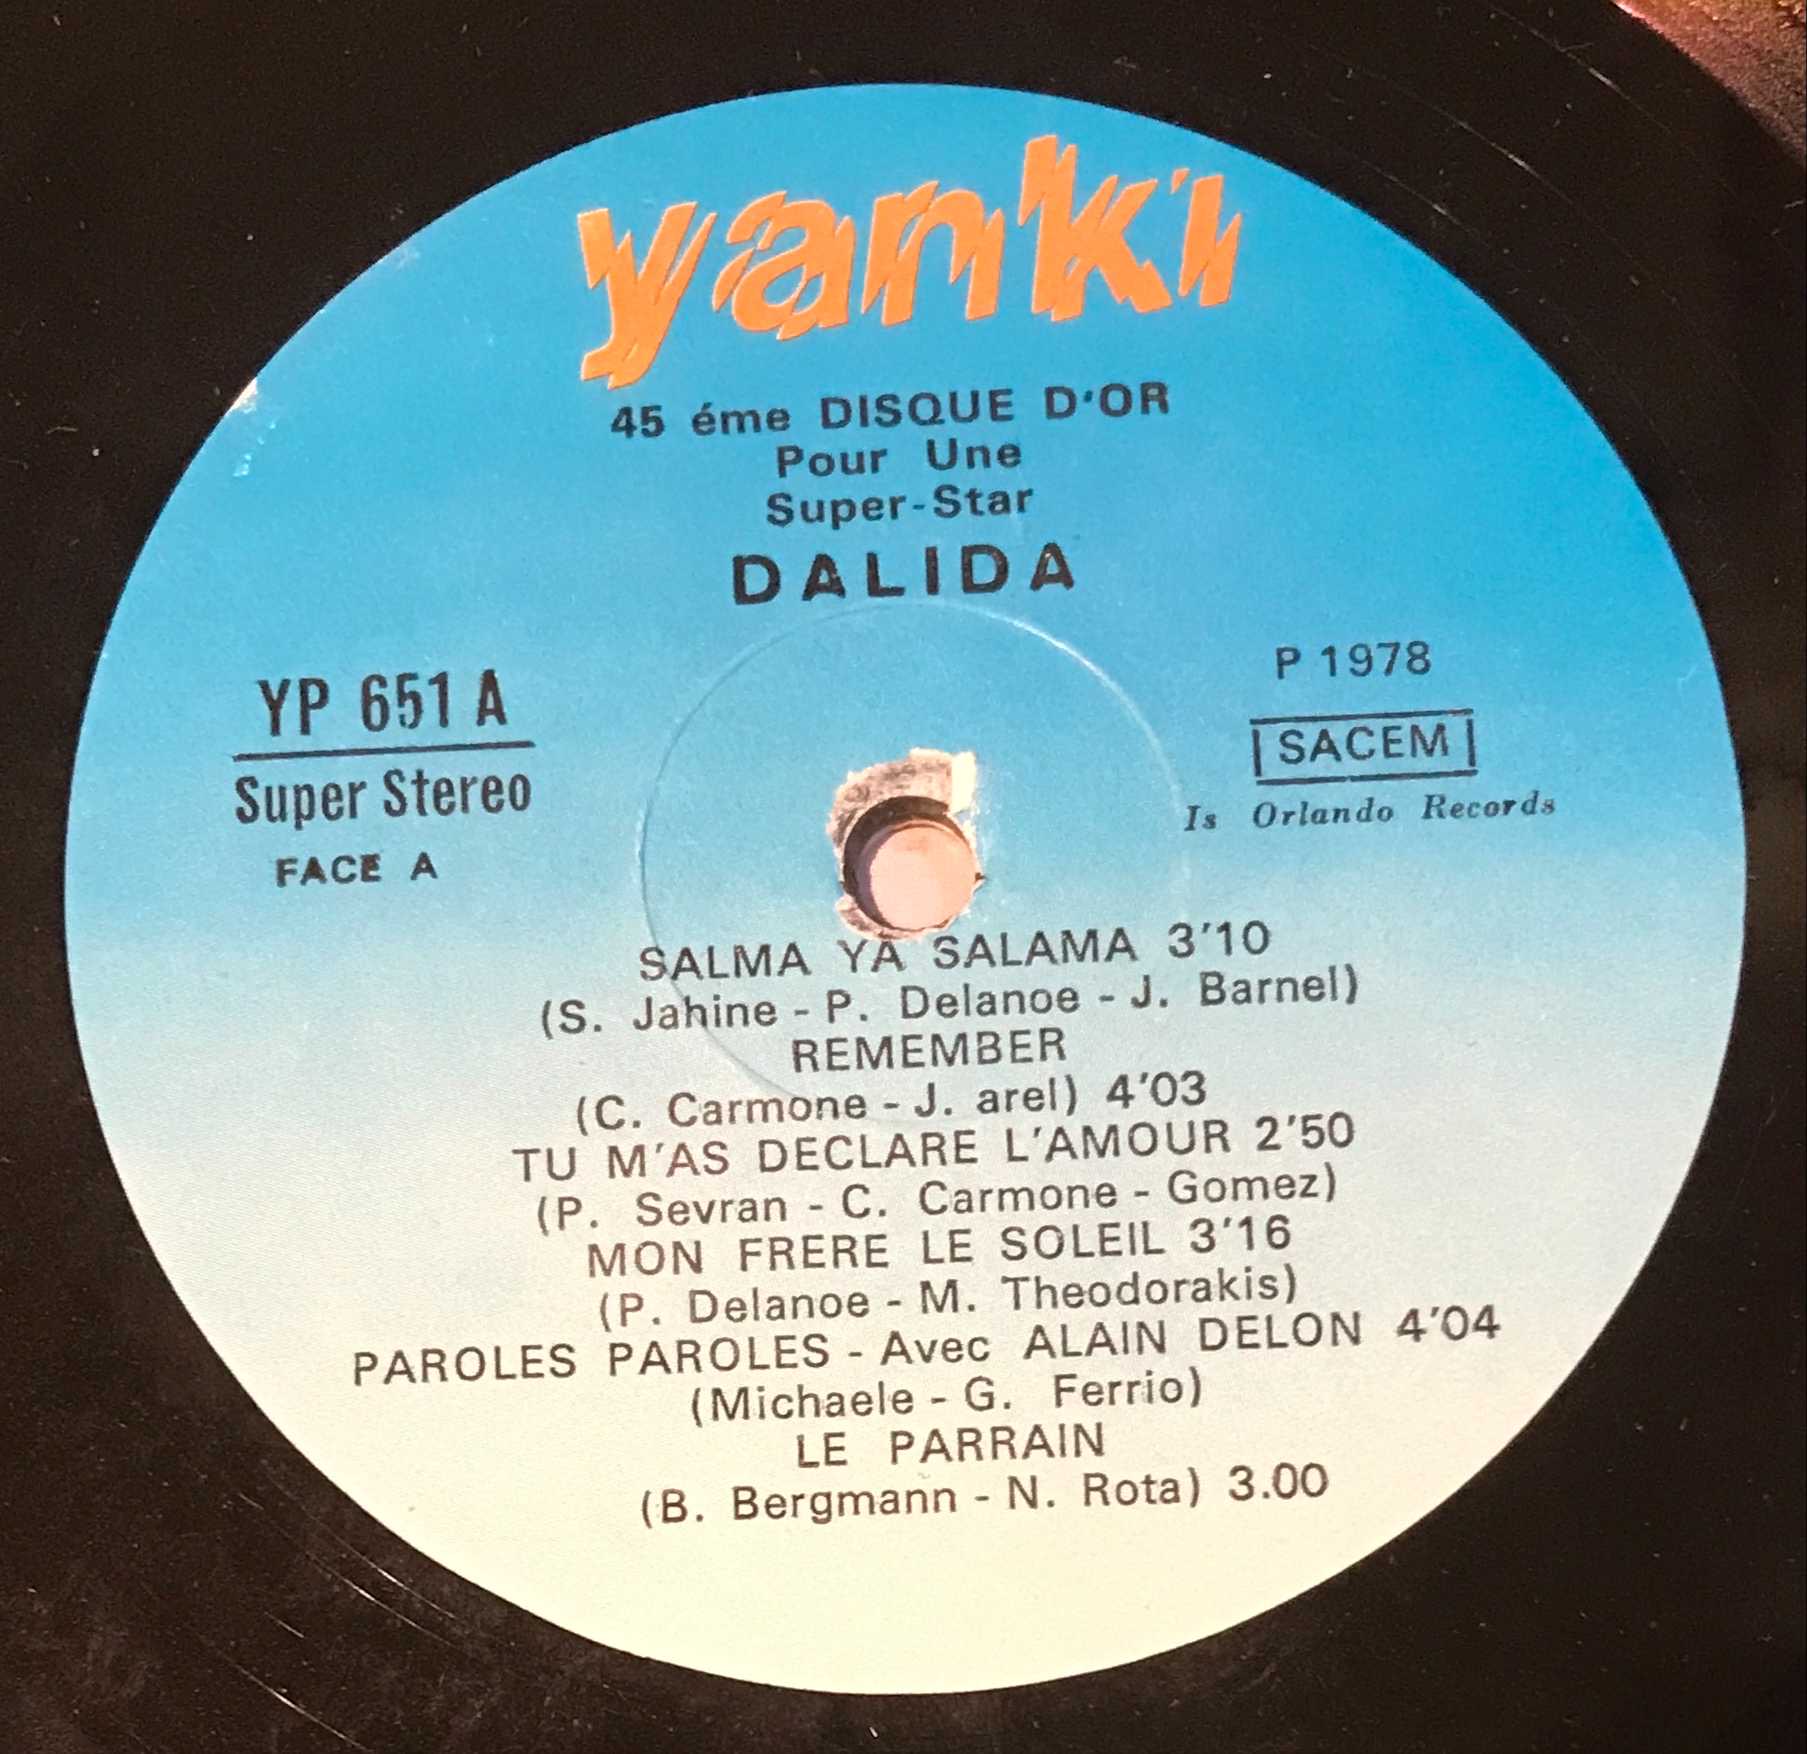 yanki
45 éme DISQUE D'OR
Pour Une
Super-Star
DALIDA
YP 651 A
Super Stereo
FACE A
P 1978
SACEM
Is Orlando Records
SALMA YA SALAMA 3'10
(S. Jahine - P. Delanoe - J. Barnel)
REMEMBER
(C. Carmone - J. arel) 4'03
TU M'AS DECLARE L'AMOUR 2'50
(P. Sevran - C. Carmone - Gomez)
MON FRERE LE SOLEIL 3'16
(P. Delanoe - M. Theodorakis)
PAROLES PAROLES - Avec ALAIN DELON 4'04
(Michaele - G. Ferrio)
LE PARRAIN
(B. Bergmann - N. Rota) 3.00